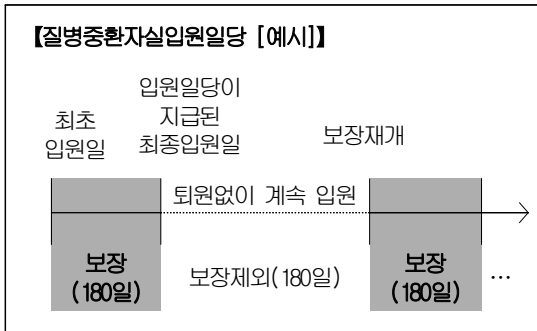 【질병중환자실입원일당 [예시]】
최초
입원일
입원일당이
지급된
최종입원일
보장재개
퇴원없이 계속 입원
보장
(180일)
보장제외(180일)
보장
(180일)
…